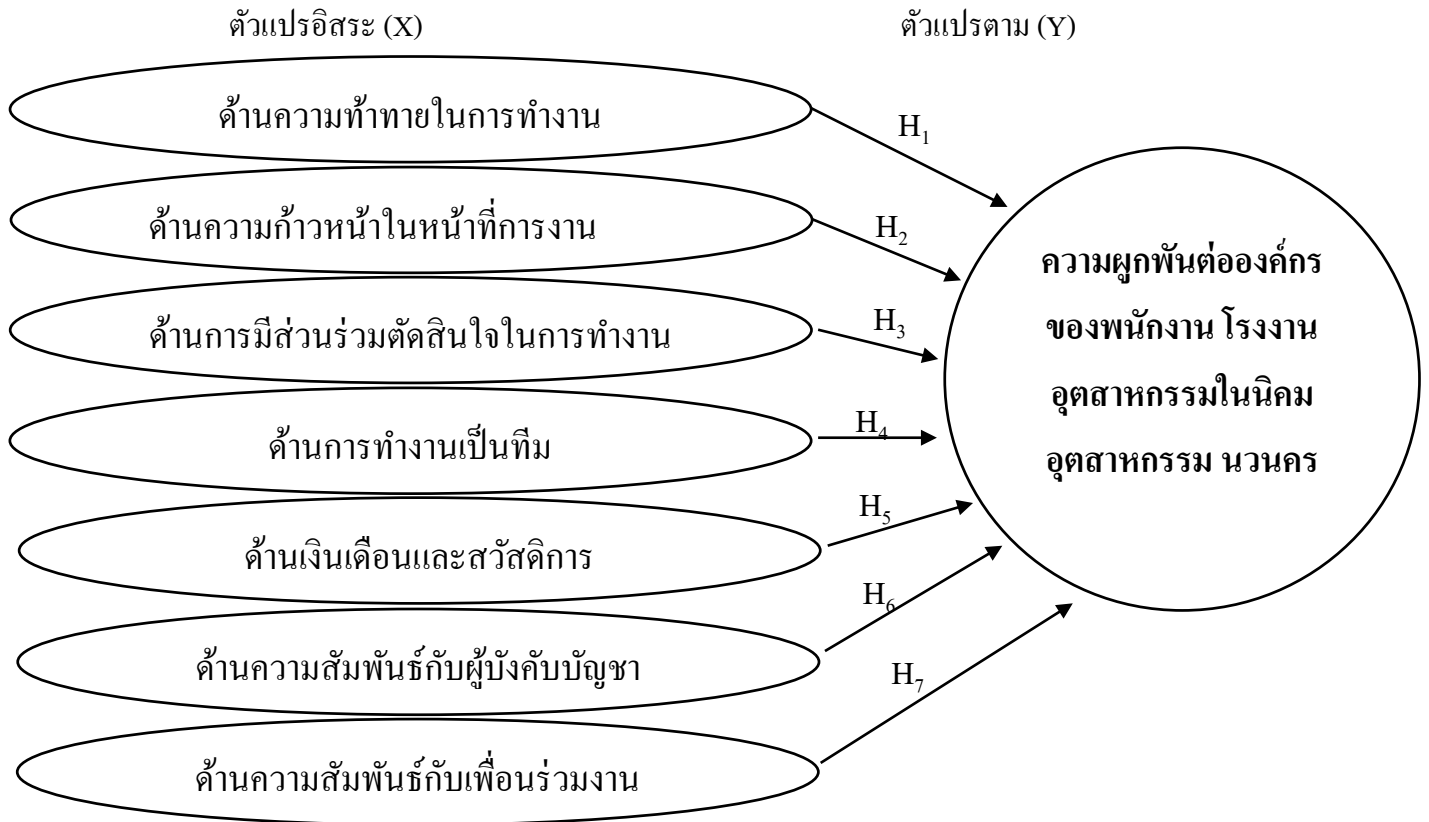 ตัวแปรอิสระ (X) ตัวแปรตาม (Y)
ด้านความท้าทายในการทำงาน
H₁
ด้านความก้าวหน้าในหน้าที่การงาน
H₂
ด้านการมีส่วนร่วมตัดสินใจในการทำงาน
H₃
ด้านการทำงานเป็นทีม
H₄
ด้านเงินเดือนและสวัสดิการ
H₅
ด้านความสัมพันธ์กับผู้บังคับบัญชา
H₆
ด้านความสัมพันธ์กับเพื่อนร่วมงาน
H₇
ความผูกพันต่อองค์กร
ของพนักงาน โรงงาน
อุตสาหกรรมในนิคม
อุตสาหกรรม นวนคร